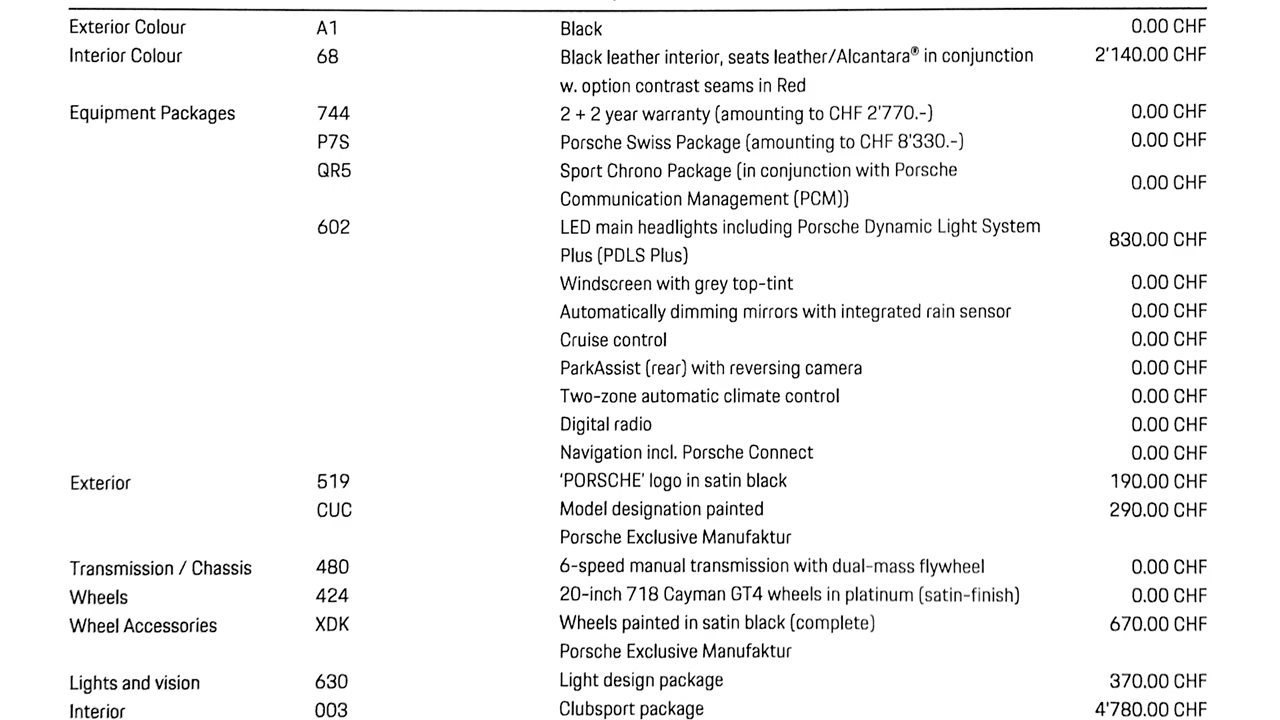 Exterior Colour A1 Black 0.00 CHF
Interior Colour 68 Black leather interior, seats leather/Alcantara® in conjunction 2'140.00 CHF
w. option contrast seams in Red
Equipment Packages 744 2 + 2 year warranty (amounting to CHF 2'770.-) 0.00 CHF
P7S Porsche Swiss Package (amounting to CHF 8'330.-) 0.00 CHF
QR5 Sport Chrono Package (in conjunction with Porsche
Communication Management (PCM)) 0.00 CHF
602 LED main headlights including Porsche Dynamic Light System
Plus (PDLS Plus) 830.00 CHF
Windscreen with grey top-tint 0.00 CHF
Automatically dimming mirrors with integrated rain sensor 0.00 CHF
Cruise control 0.00 CHF
ParkAssist (rear) with reversing camera 0.00 CHF
Two-zone automatic climate control 0.00 CHF
Digital radio 0.00 CHF
Navigation incl. Porsche Connect 0.00 CHF
Exterior 519 'PORSCHE' logo in satin black 190.00 CHF
CUC Model designation painted 290.00 CHF
Porsche Exclusive Manufaktur
Transmission / Chassis 480 6-speed manual transmission with dual-mass flywheel 0.00 CHF
Wheels 424 20-inch 718 Cayman GT4 wheels in platinum (satin-finish) 0.00 CHF
Wheel Accessories XDK Wheels painted in satin black (complete) 670.00 CHF
Porsche Exclusive Manufaktur
Lights and vision 630 Light design package 370.00 CHF
Interior 003 Clubsport package 4'780.00 CHF